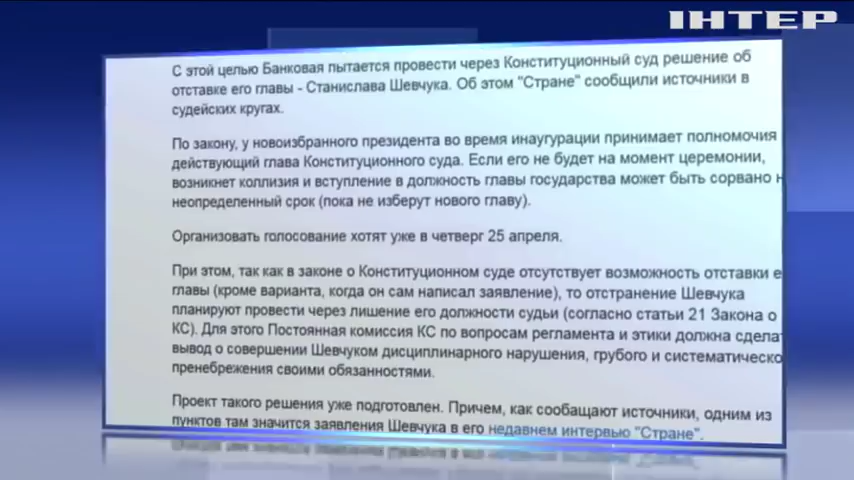 ІНТЕР
С этой целью Банковая пытается провести через Конституционный суд решение об
отставке его главы - Станислава Шевчука. Об этом "Стране" сообщили источники в
судейских кругах.
По закону, у новоизбранного президента во время инаугурации принимает полномочия
действующий глава Конституционного суда. Если его не будет на момент церемонии,
возникнет коллизия и вступление в должность главы государства может быть сорвано н
неопределенный срок (пока не изберут нового главу).
Организовать голосование хотят уже в четверг 25 апреля.
При этом, так как в законе о Конституционном суде отсутствует возможность отставки е
главы (кроме варианта, когда он сам написал заявление), то отстранение Шевчука
планируют провести через лишение его должности судьи (согласно статьи 21 Закона о
КС). Для этого Постоянная комиссия КС по вопросам регламента и этики должна сдела
вывод о совершении Шевчуком дисциплинарного нарушения, грубого и систематическо
пренебрежения своими обязанностями.
Проект такого решения уже подготовлен. Причем, как сообащают источники, одним из
пунктов там значится заявления Шевчука в его недавнем интервью "Стране".